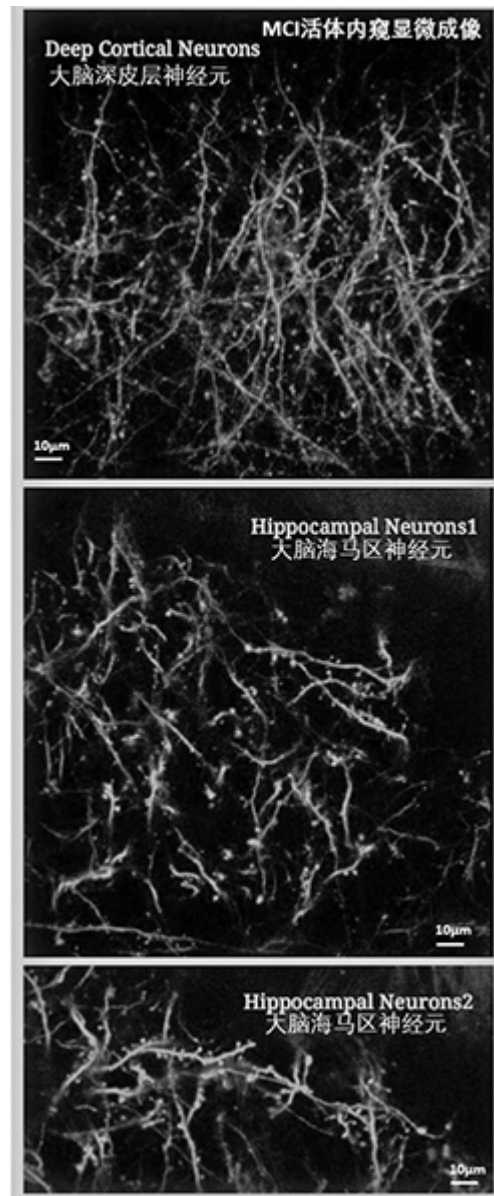 MCI活体内窥显微成像
Deep Cortical Neurons
大脑深皮层神经元
10μm
Hippocampal Neurons1
大脑海马区神经元
10μm
Hippocampal Neurons2
大脑海马区神经元
10μm